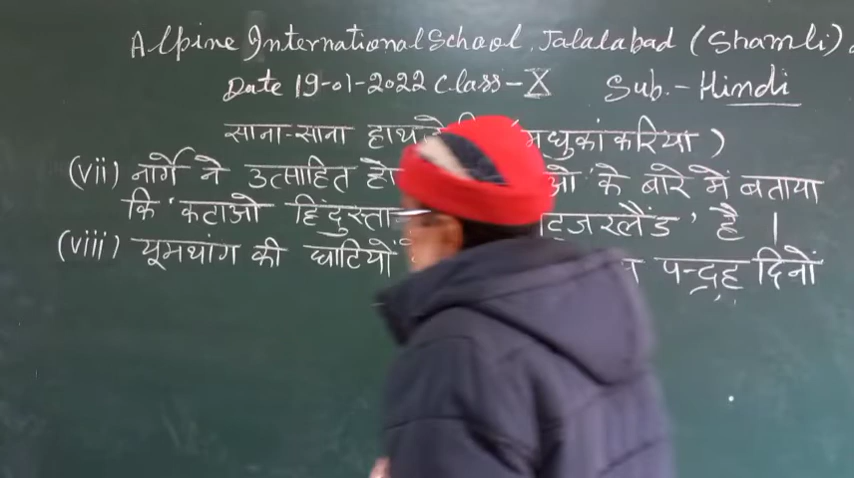 Alpine International School, Jalalabad (Shamli).
Date 19-01-2022 Class-X Sub.- Hindi
साना-साना हाथ मधुकांकरिया )
(vii) नार्गे ने उत्साहित के बारे में बताया
कि 'कटाओ है ।
(viii) यूमथांग की घाटियों पन्द्रह दिनों